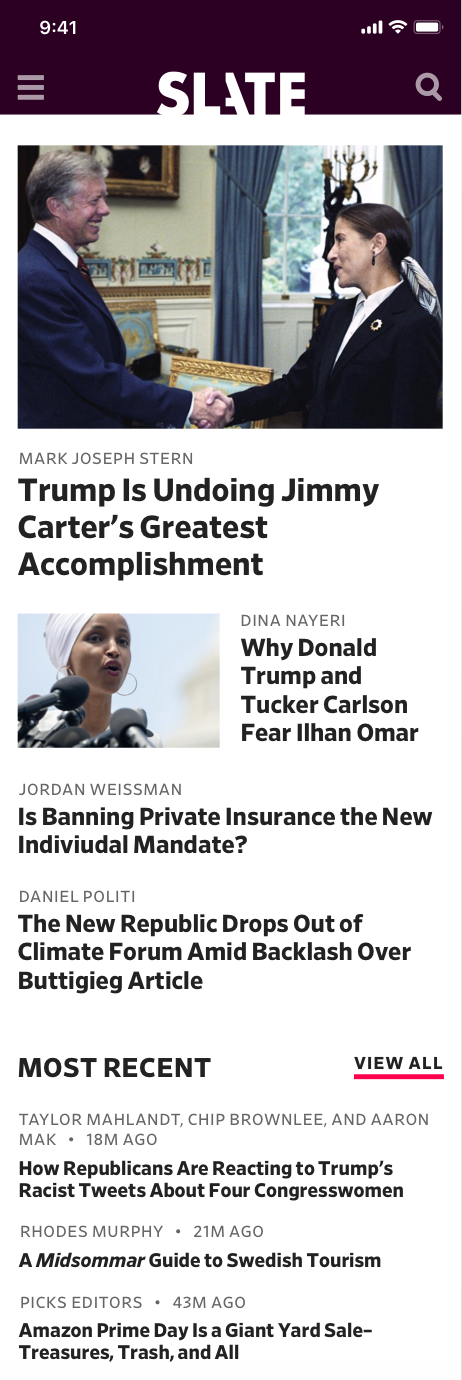 9:41
SLATE
MARK JOSEPH STERN
Trump Is Undoing Jimmy
Carter’s Greatest
Accomplishment
DINA NAYERI
Why Donald
Trump and
Tucker Carlson
Fear Ilhan Omar
JORDAN WEISSMAN
Is Banning Private Insurance the New
Indiviudal Mandate?
DANIEL POLITI
The New Republic Drops Out of
Climate Forum Amid Backlash Over
Buttigieg Article
MOST RECENT VIEW ALL
TAYLOR MAHLANDT, CHIP BROWNLEE, AND AARON
MAK • 18M AGO
How Republicans Are Reacting to Trump’s
Racist Tweets About Four Congresswomen
RHODES MURPHY • 21M AGO
A Midsommar Guide to Swedish Tourism
PICKS EDITORS • 43M AGO
Amazon Prime Day Is a Giant Yard Sale–
Treasures, Trash, and All